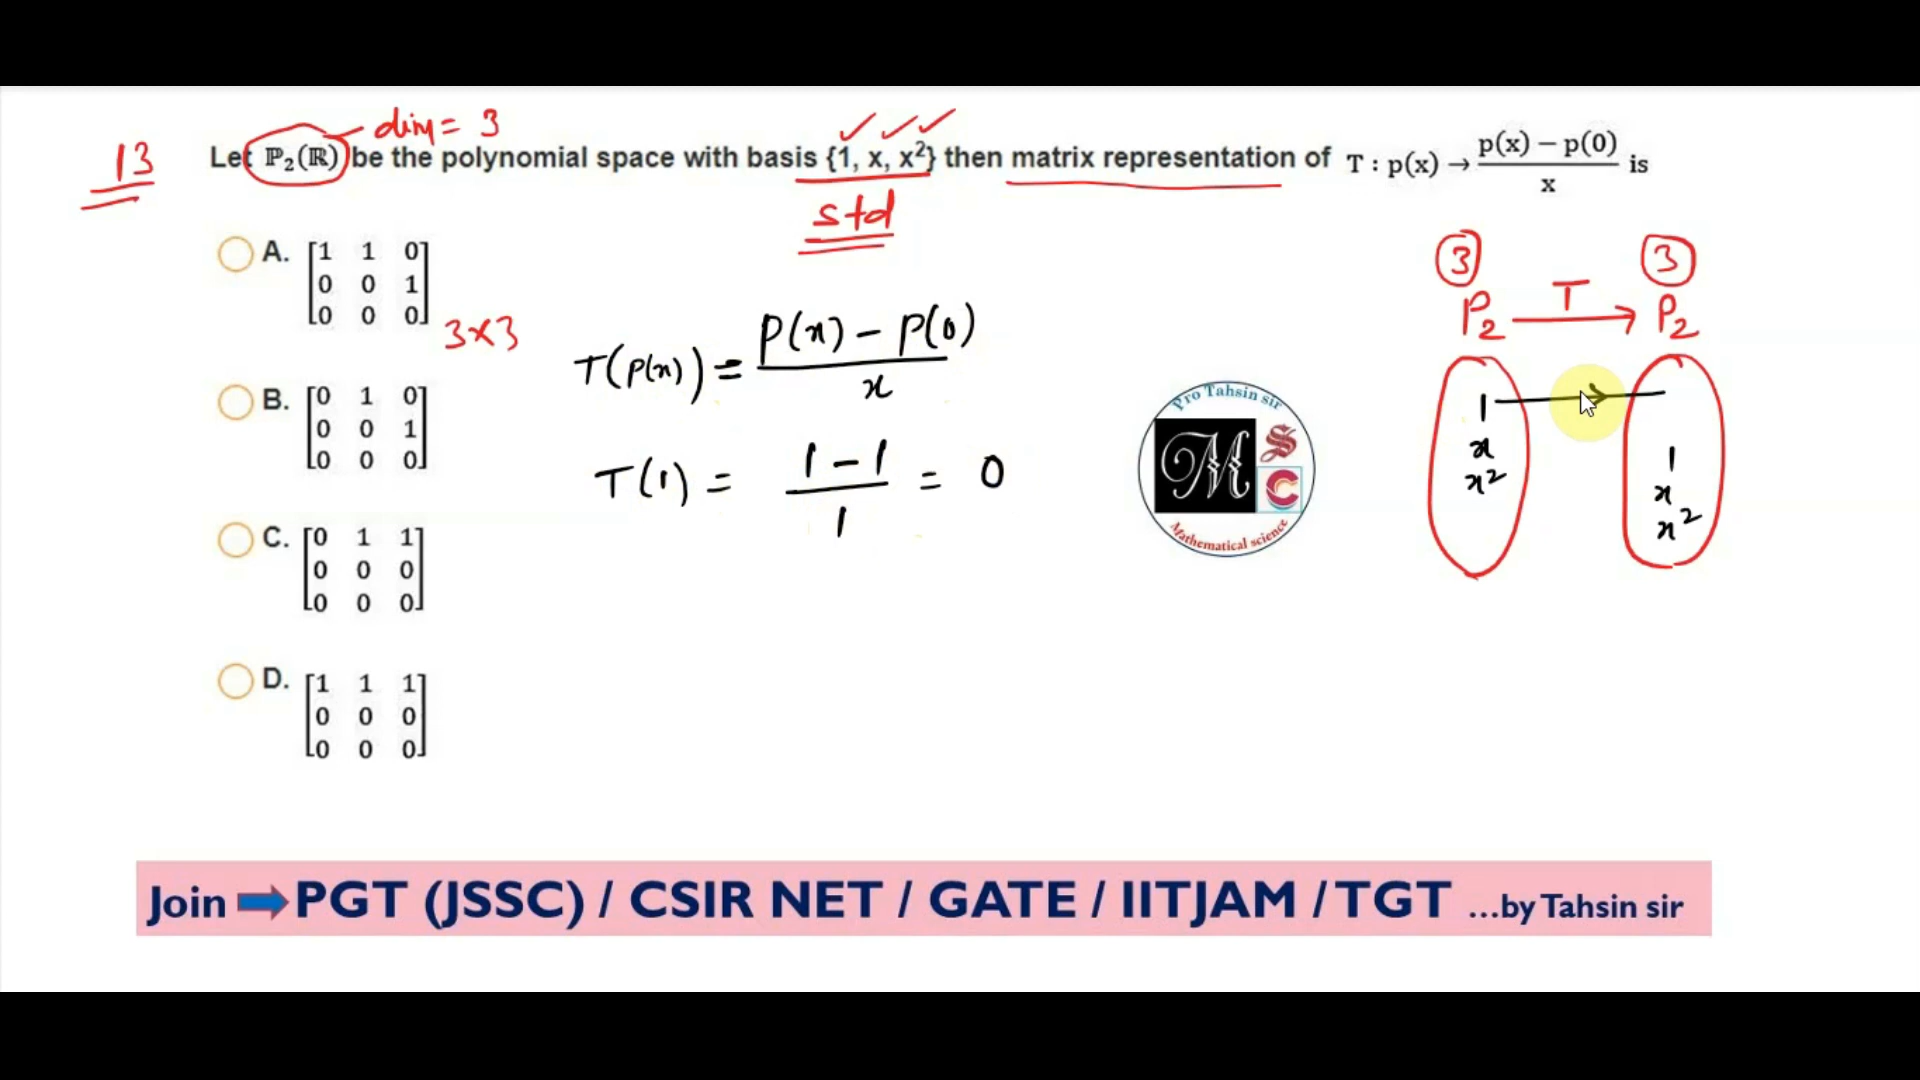 dim = 3
13
Let ℙ₂(ℝ) be the polynomial space with basis {1, x, x²} then matrix representation of T : p(x) → p(x) − p(0) / x is
std
A. [1 1 0]
[0 0 1]
[0 0 0]
3×3
B. [0 1 0]
[0 0 1]
[0 0 0]
C. [0 1 1]
[0 0 0]
[0 0 0]
D. [1 1 1]
[0 0 0]
[0 0 0]
T(p(x)) = p(x) − p(0) / x
T(1) = 1 − 1 / 1 = 0
3 3
P₂ T → P₂
1
x
x²
1
x
x²
Pro Tahsin sir
M S C
Mathematical science
Join ➡ PGT (JSSC) / CSIR NET / GATE / IITJAM / TGT ...by Tahsin sir